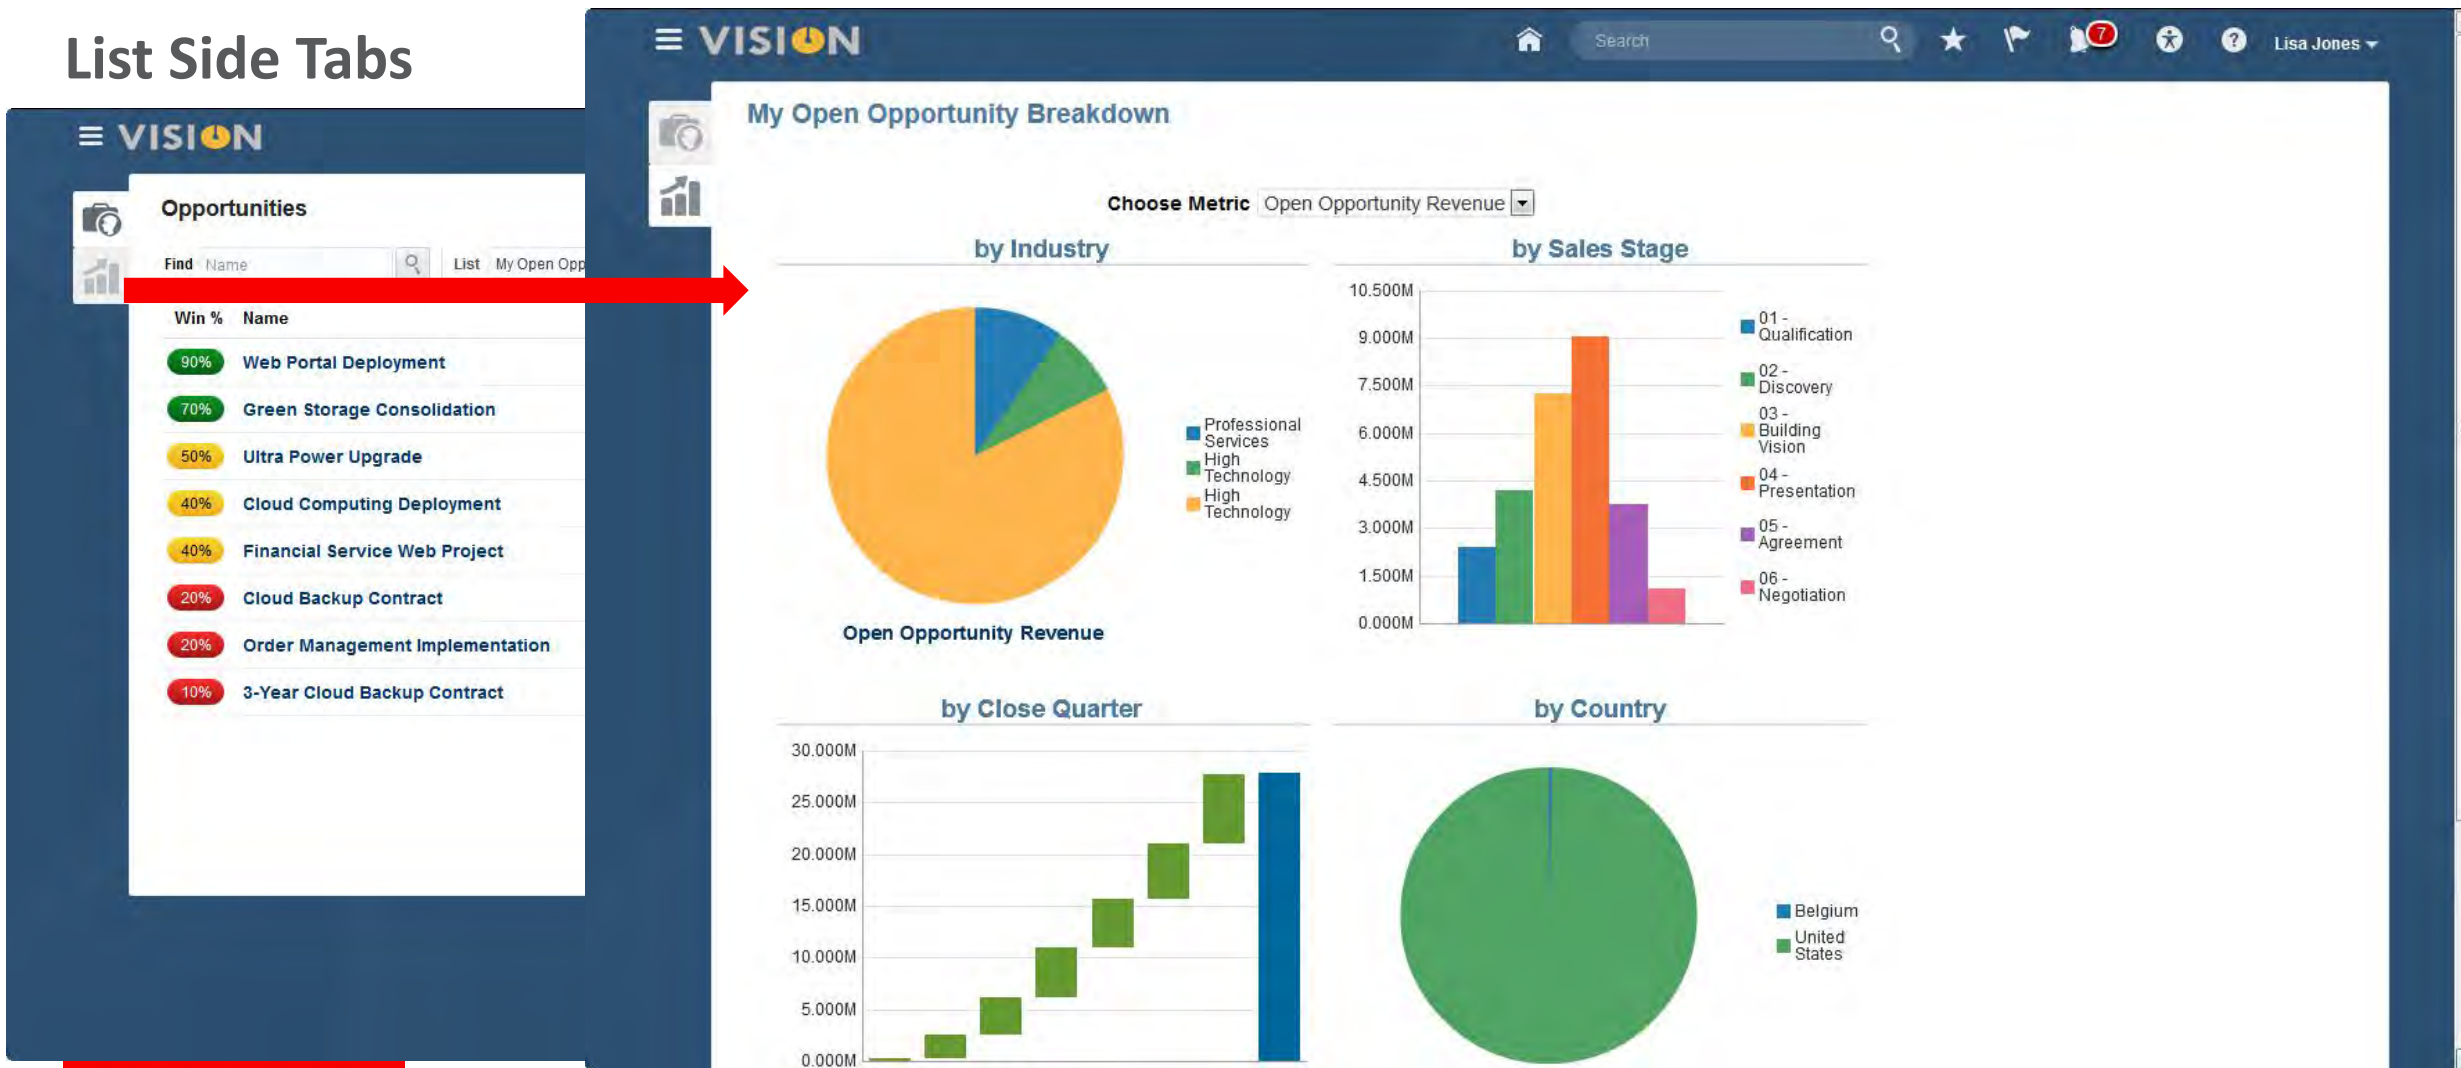 List Side Tabs
VISION
Opportunities
Find Name
List My Open Opp
Win % Name
90% Web Portal Deployment
70% Green Storage Consolidation
50% Ultra Power Upgrade
40% Cloud Computing Deployment
40% Financial Service Web Project
20% Cloud Backup Contract
20% Order Management Implementation
10% 3-Year Cloud Backup Contract
VISION
Search
7
Lisa Jones
My Open Opportunity Breakdown
Choose Metric Open Opportunity Revenue
by Industry
Professional
Services
High
Technology
High
Technology
Open Opportunity Revenue
by Sales Stage
10.500M
9.000M
7.500M
6.000M
4.500M
3.000M
1.500M
0.000M
01 -
Qualification
02 -
Discovery
03 -
Building
Vision
04 -
Presentation
05 -
Agreement
06 -
Negotiation
by Close Quarter
30.000M
25.000M
20.000M
15.000M
10.000M
5.000M
0.000M
by Country
Belgium
United
States